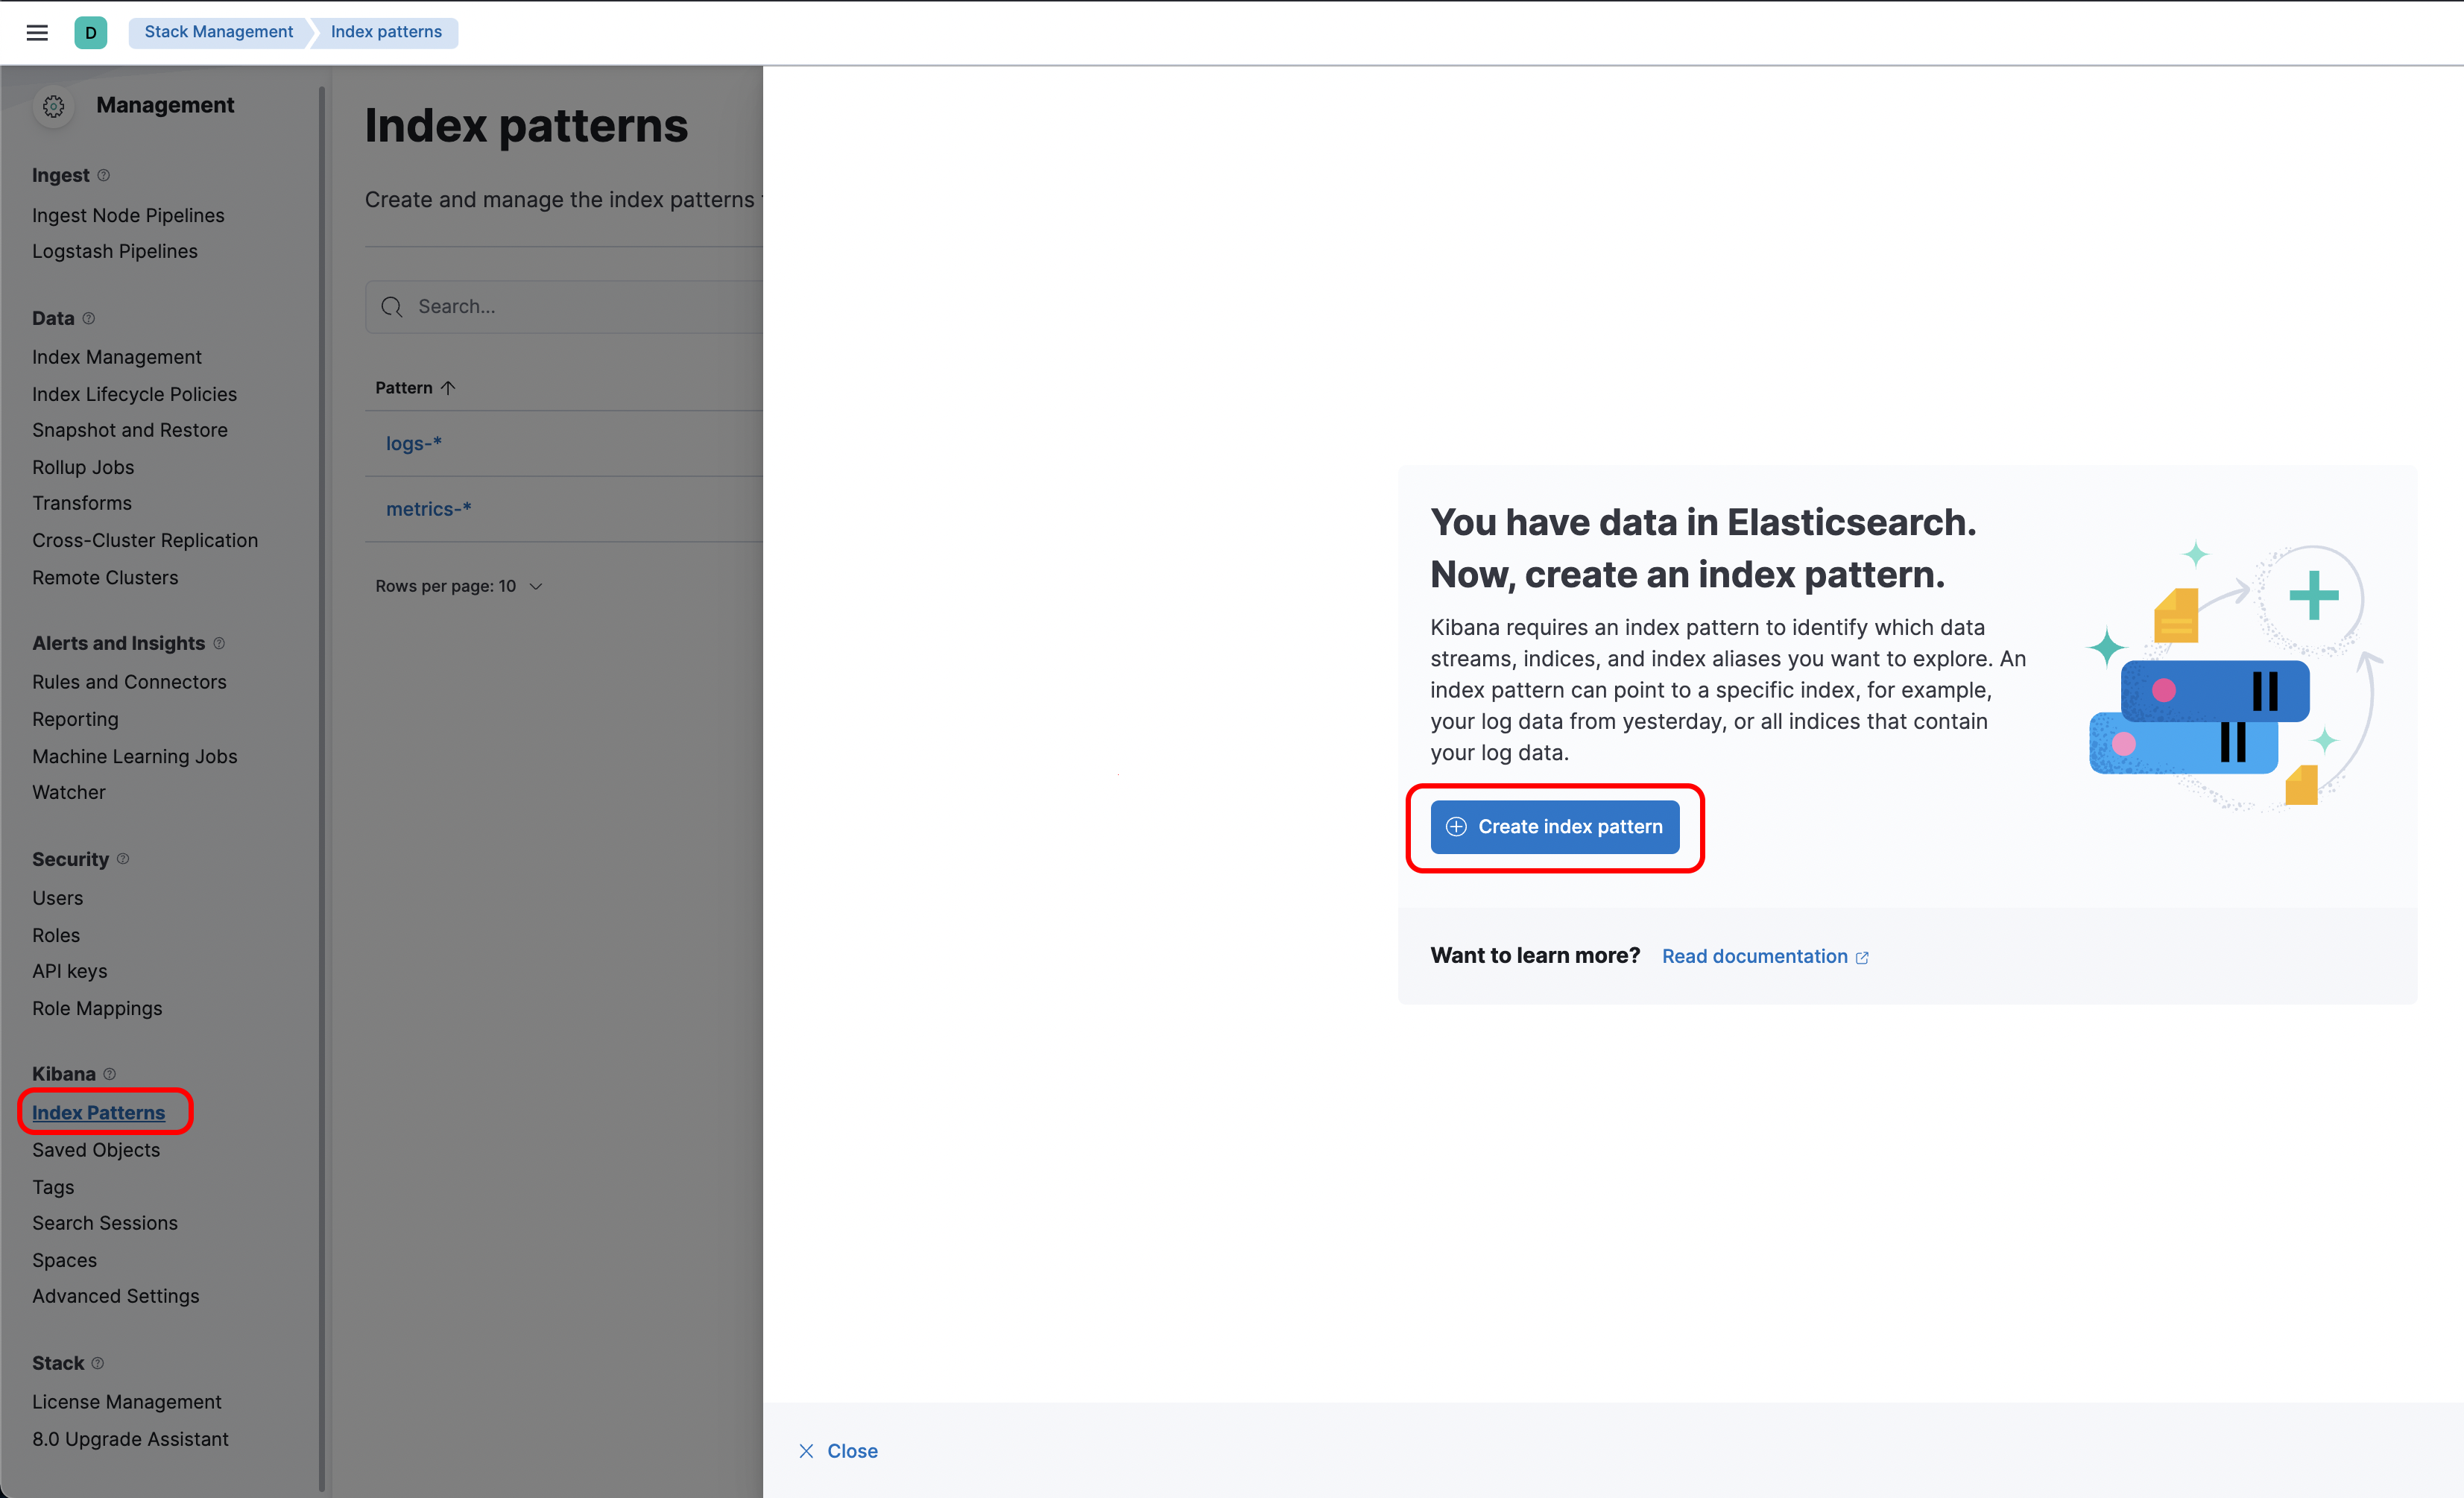 D
Stack Management
Index patterns
Management
Ingest
Ingest Node Pipelines
Logstash Pipelines
Data
Index Management
Index Lifecycle Policies
Snapshot and Restore
Rollup Jobs
Transforms
Cross-Cluster Replication
Remote Clusters
Alerts and Insights
Rules and Connectors
Reporting
Machine Learning Jobs
Watcher
Security
Users
Roles
API keys
Role Mappings
Kibana
Index Patterns
Saved Objects
Tags
Search Sessions
Spaces
Advanced Settings
Stack
License Management
8.0 Upgrade Assistant
Index patterns
Create and manage the index patterns
Search...
Pattern
logs-*
metrics-*
Rows per page: 10
You have data in Elasticsearch.
Now, create an index pattern.
Kibana requires an index pattern to identify which data
streams, indices, and index aliases you want to explore. An
index pattern can point to a specific index, for example,
your log data from yesterday, or all indices that contain
your log data.
Create index pattern
Want to learn more? Read documentation
Close